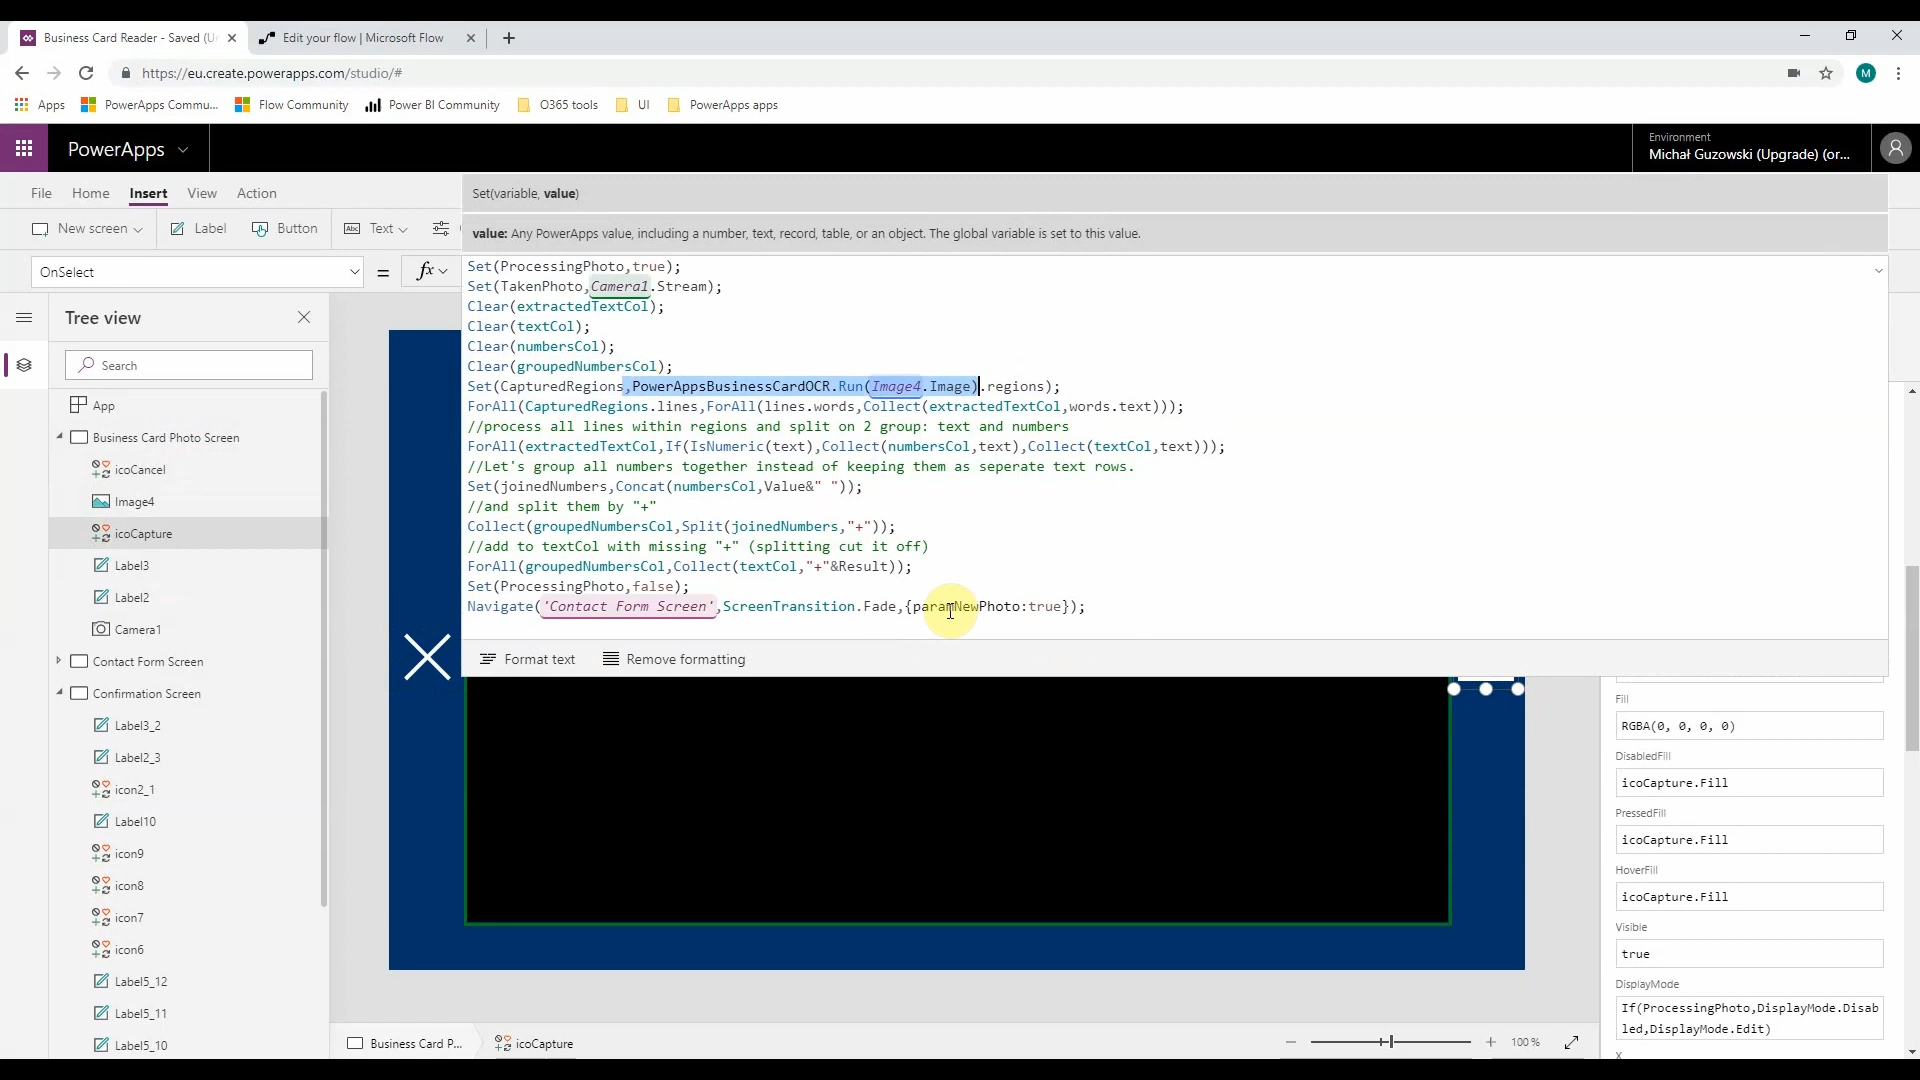 Business Card Reader - Saved (U
Edit your flow | Microsoft Flow
https://eu.create.powerapps.com/studio/#
M
Apps
PowerApps Commu...
Flow Community
Power BI Community
O365 tools
UI
PowerApps apps
PowerApps
Environment
Michał Guzowski (Upgrade) (or...
File
Home
Insert
View
Action
Set(variable, value)
New screen
Label
Button
Abc
Text
value: Any PowerApps value, including a number, text, record, table, or an object. The global variable is set to this value.
OnSelect
=
fx
Set(ProcessingPhoto,true);
Set(TakenPhoto,Camera1.Stream);
Clear(extractedTextCol);
Clear(textCol);
Clear(numbersCol);
Clear(groupedNumbersCol);
Set(CapturedRegions,PowerAppsBusinessCardOCR.Run(Image4.Image).regions);
ForAll(CapturedRegions.lines,ForAll(lines.words,Collect(extractedTextCol,words.text)));
//process all lines within regions and split on 2 group: text and numbers
ForAll(extractedTextCol,If(IsNumeric(text),Collect(numbersCol,text),Collect(textCol,text)));
//Let's group all numbers together instead of keeping them as seperate text rows.
Set(joinedNumbers,Concat(numbersCol,Value&" "));
//and split them by "+"
Collect(groupedNumbersCol,Split(joinedNumbers,"+"));
//add to textCol with missing "+" (splitting cut it off)
ForAll(groupedNumbersCol,Collect(textCol,"+"&Result));
Set(ProcessingPhoto,false);
Navigate('Contact Form Screen',ScreenTransition.Fade,{paramNewPhoto:true});
Format text
Remove formatting
Tree view
Search
App
Business Card Photo Screen
icoCancel
Image4
icoCapture
Label3
Label2
Camera1
Contact Form Screen
Confirmation Screen
Label3_2
Label2_3
icon2_1
Label10
icon9
icon8
icon7
icon6
Label5_12
Label5_11
Label5_10
Fill
RGBA(0, 0, 0, 0)
DisabledFill
icoCapture.Fill
PressedFill
icoCapture.Fill
HoverFill
icoCapture.Fill
Visible
true
DisplayMode
If(ProcessingPhoto,DisplayMode.Disab
led,DisplayMode.Edit)
X
Business Card P...
icoCapture
100 %